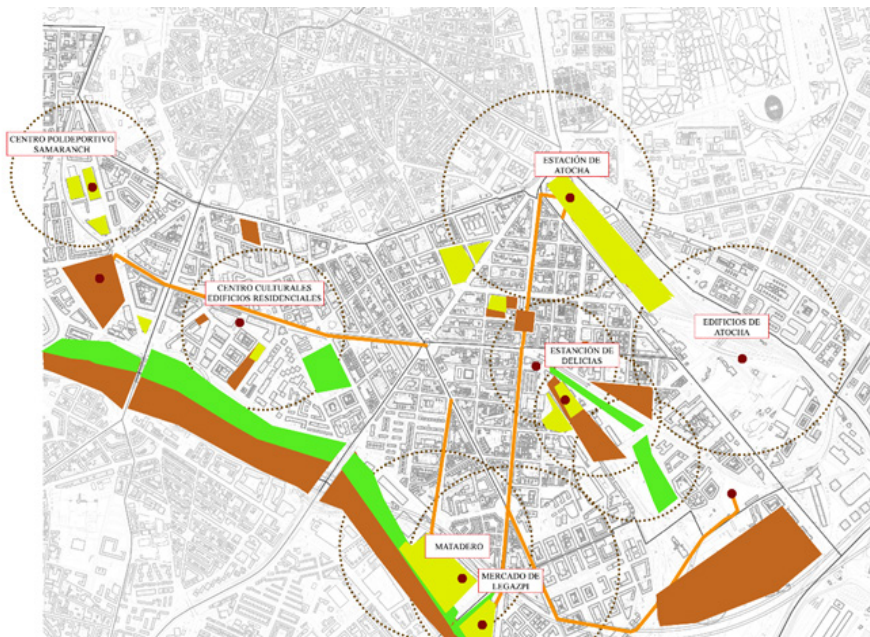 CENTRO POLDEPORTIVO
SAMARANCH
ESTACIÓN DE
ATOCHA
CENTRO CULTURALES
EDIFICIOS RESIDENCIALES
EDIFICIOS DE
ATOCHA
ESTANCIÓN DE
DELICIAS
MATADERO
MERCADO DE
LEGAZPI